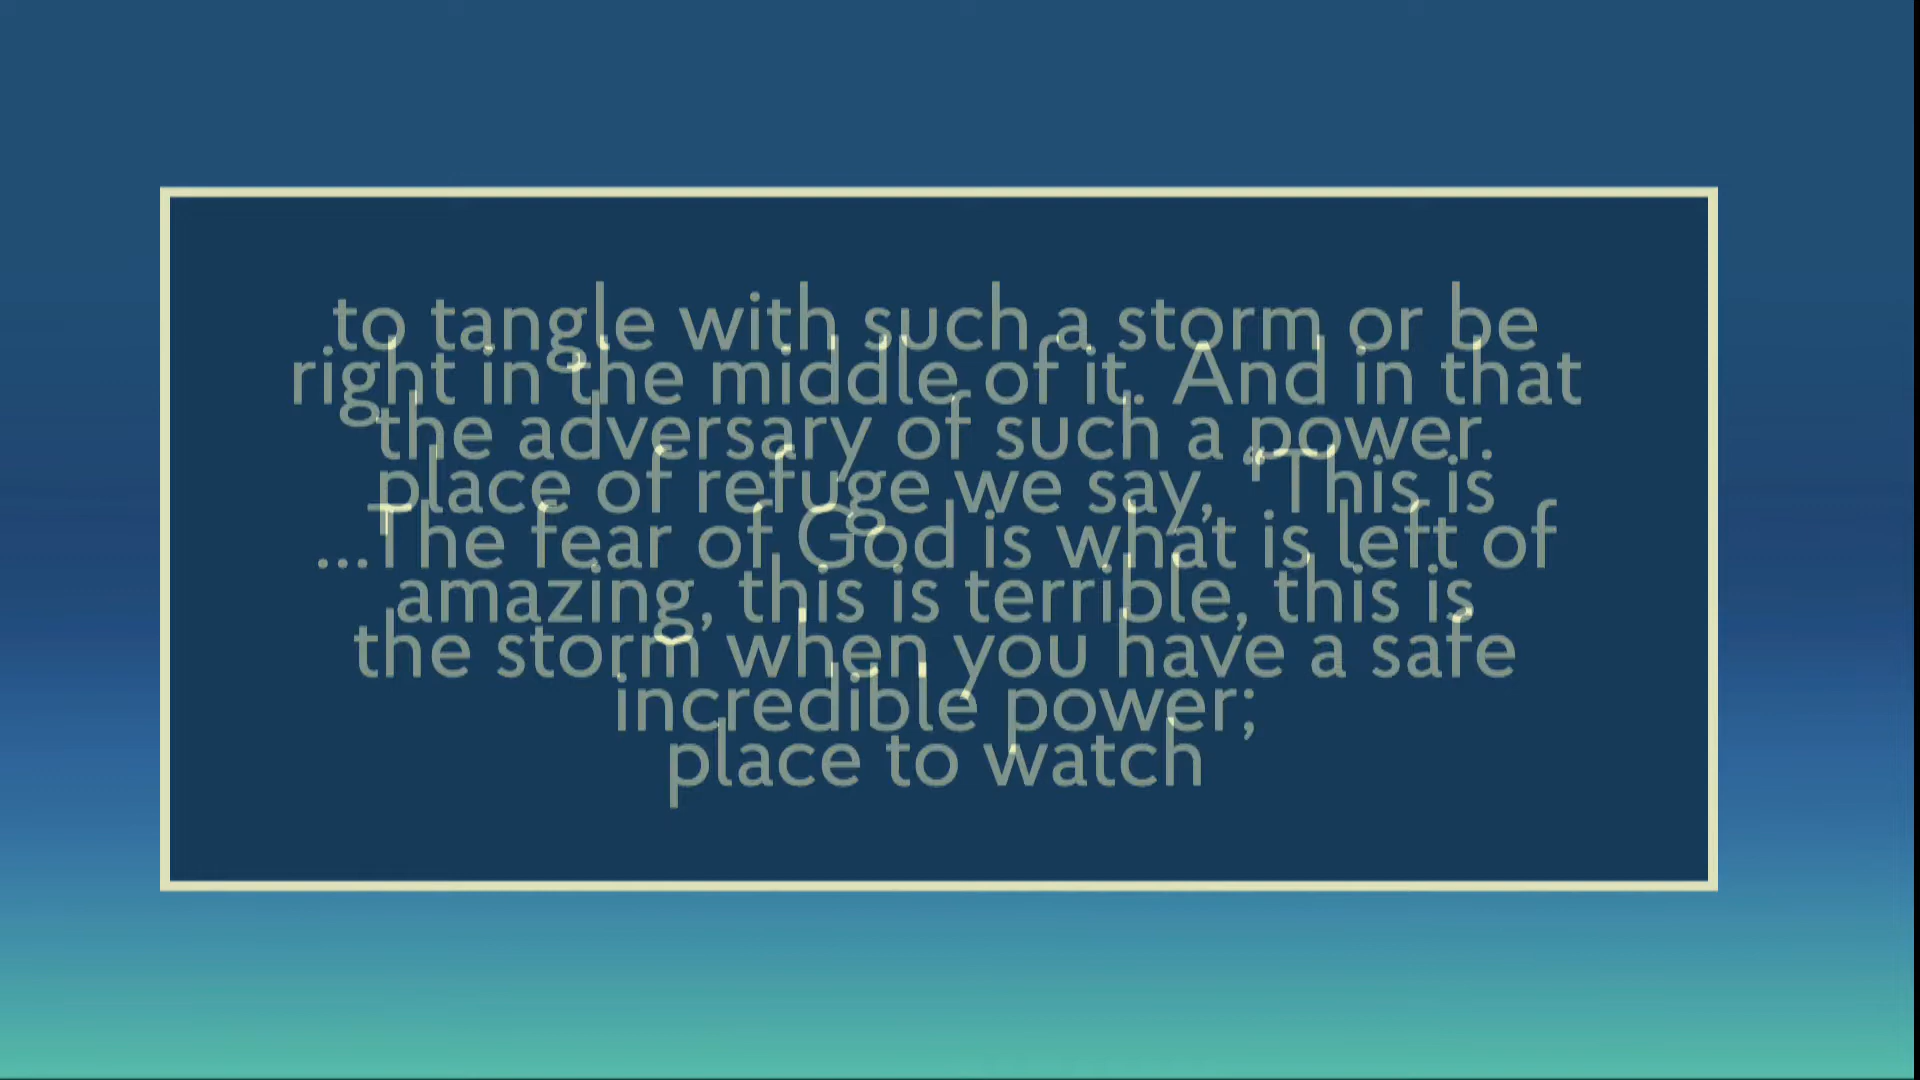 to tangle with such a storm or be
right in the middle of it. And in that
the adversary of such a power.
place of refuge we say, “This is
...The fear of God is what is left of
amazing, this is terrible, this is
the storm when you have a safe
incredible power;
place to watch